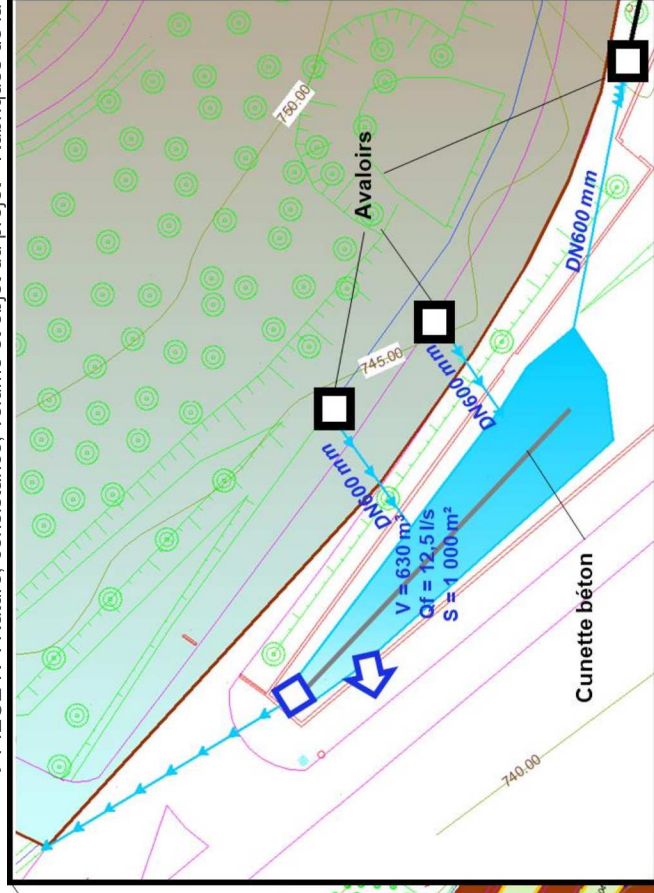 750.00
Avaloirs
745.00
DN600 mm
DN600 mm
DN600 mm
V = 630 m³
Qf = 12,5 l/s
S = 1 000 m²
Cunette béton
740.00